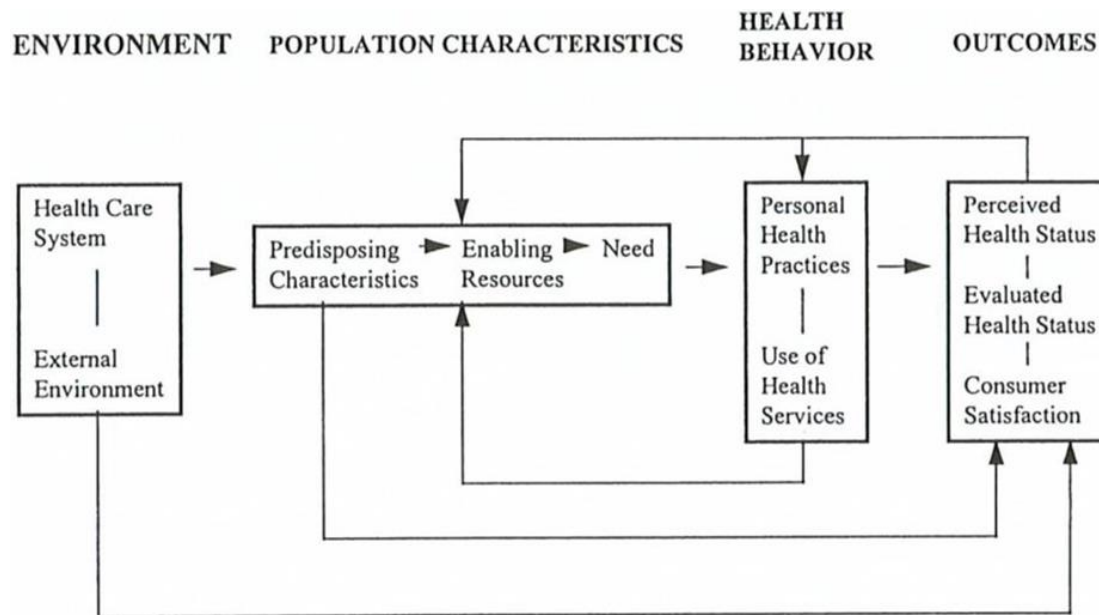 ENVIRONMENT
POPULATION CHARACTERISTICS
HEALTH
BEHAVIOR
OUTCOMES
Health Care
System
External
Environment
Predisposing
Characteristics
Enabling
Resources
Need
Personal
Health
Practices
Use of
Health
Services
Perceived
Health Status
Evaluated
Health Status
Consumer
Satisfaction